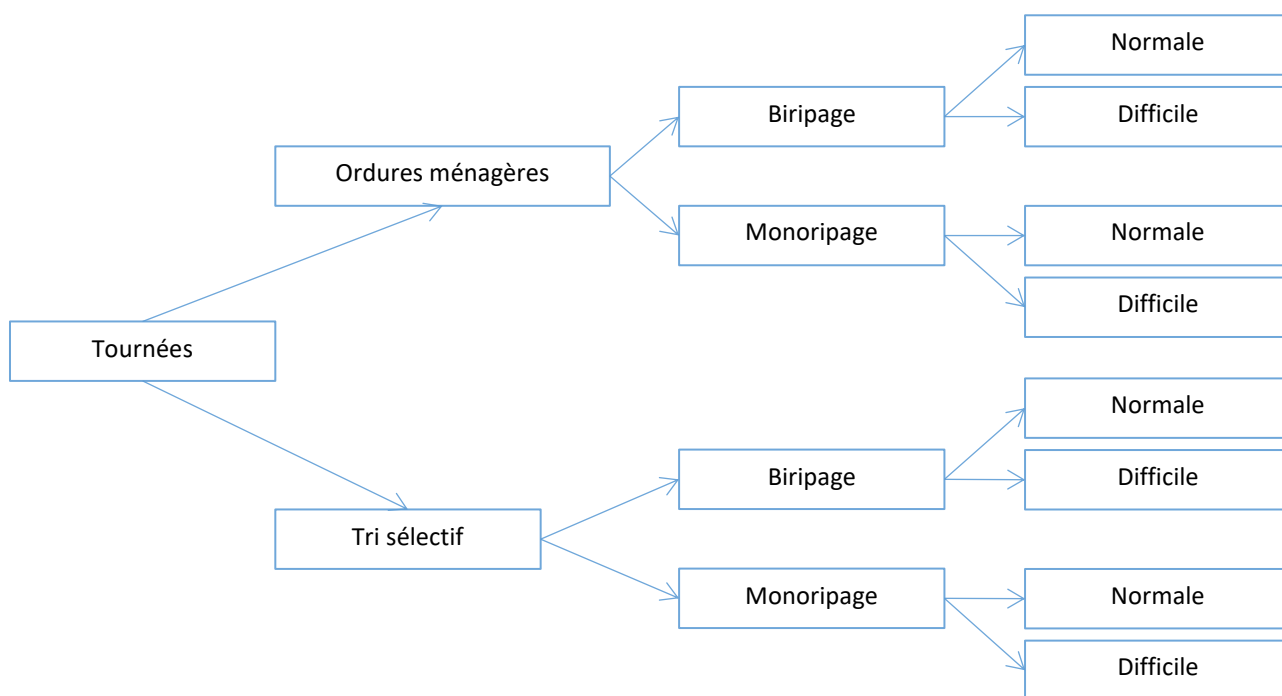 Normale
Biripage
Difficile
Ordures ménagères
Monoripage
Normale
Difficile
Tournées
Normale
Biripage
Difficile
Tri sélectif
Monoripage
Normale
Difficile